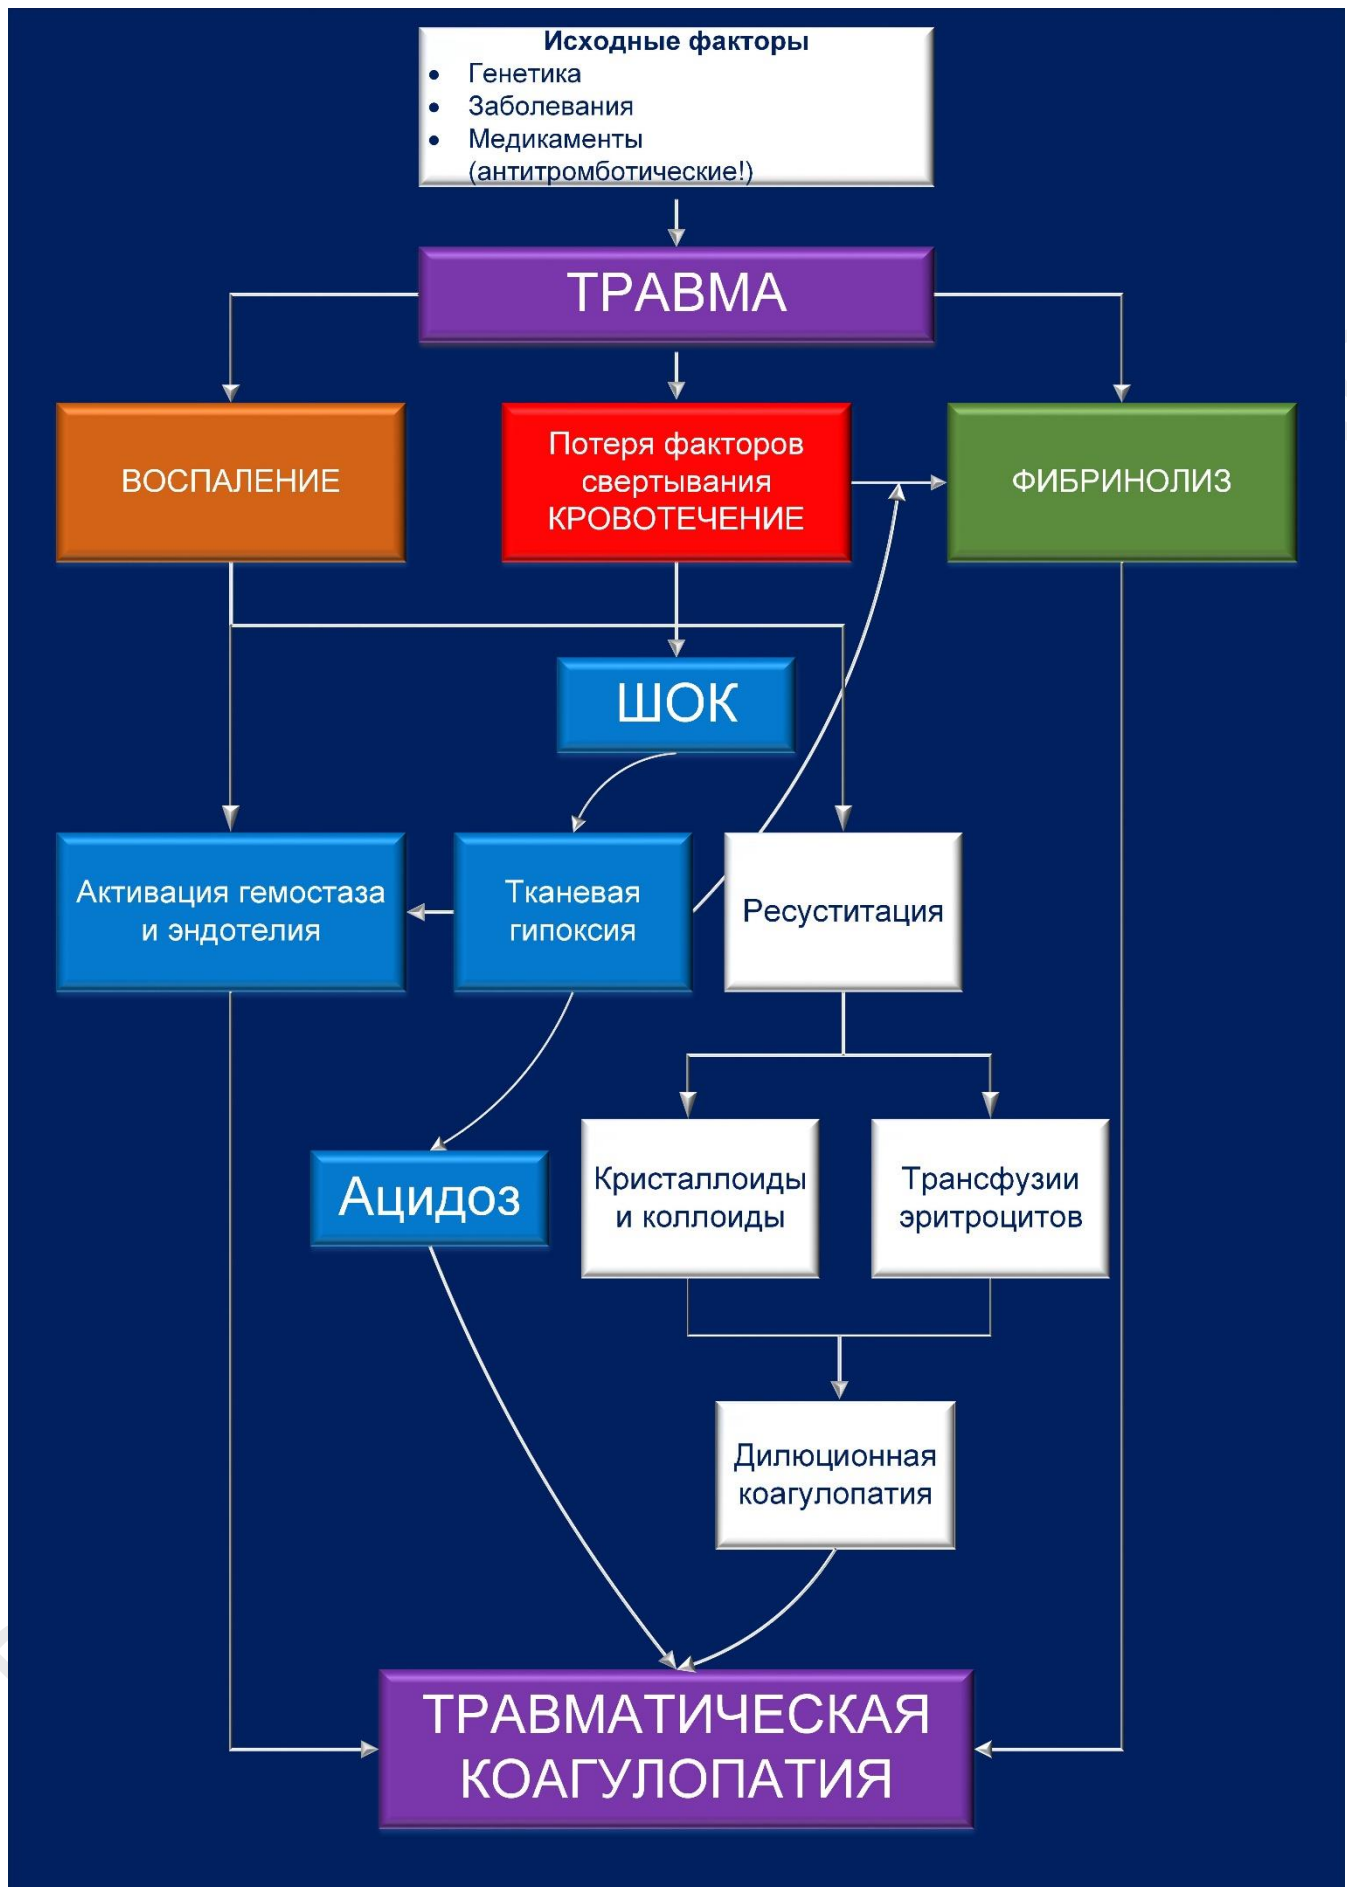 Исходные факторы
• Генетика
• Заболевания
• Медикаменты
(антитромботические!)
ТРАВМА
ВОСПАЛЕНИЕ
Потеря факторов
свертывания
КРОВОТЕЧЕНИЕ
ФИБРИНОЛИЗ
ШОК
Активация гемостаза
и эндотелия
Тканевая
гипоксия
Ресуститация
Ацидоз
Кристаллоиды
и коллоиды
Трансфузии
эритроцитов
Дилюционная
коагулопатия
ТРАВМАТИЧЕСКАЯ
КОАГУЛОПАТИЯ